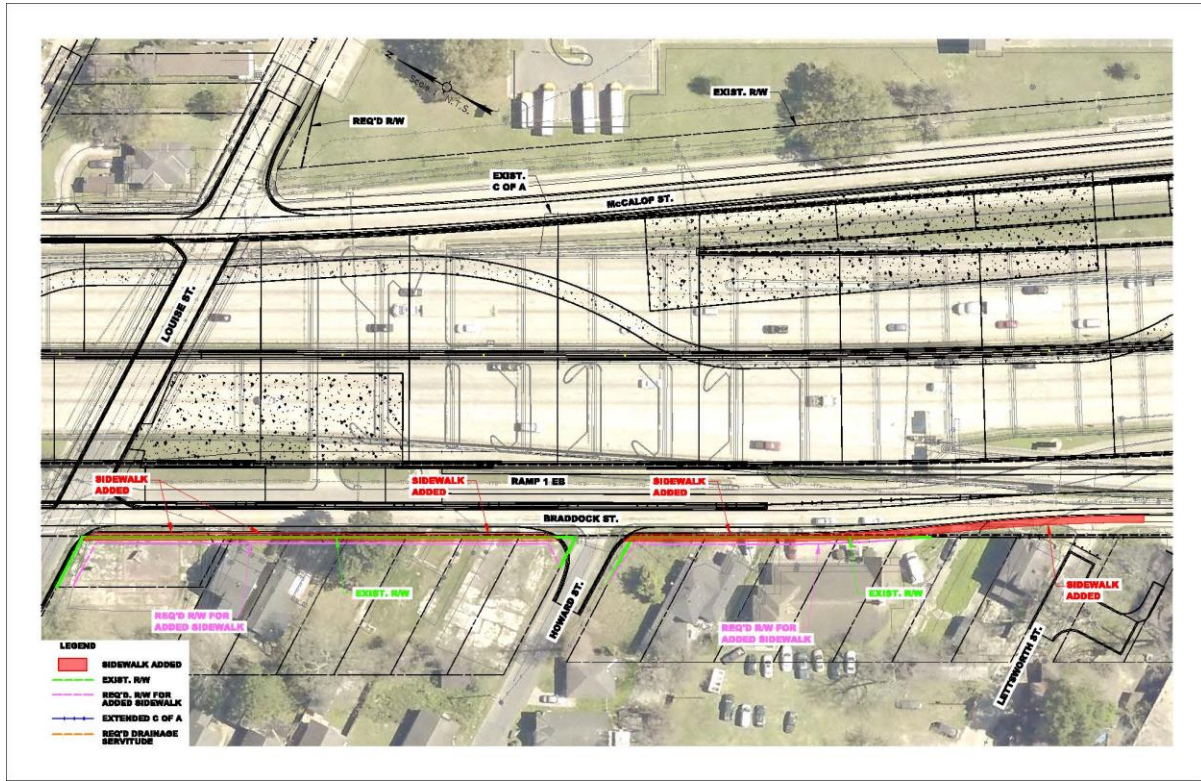 N
Scale
N.T.S.
REQ'D R/W
EXIST. R/W
EXIST.
C OF A
McCALOP ST.
LOUISE ST.
SIDEWALK
ADDED
SIDEWALK
ADDED
RAMP 1 EB
SIDEWALK
ADDED
BRADDOCK ST.
EXIST. R/W
REQ'D R/W FOR
ADDED SIDEWALK
HOWARD ST.
EXIST. R/W
REQ'D R/W FOR
ADDED SIDEWALK
SIDEWALK
ADDED
LETTSWORTH ST.
LEGEND
SIDEWALK ADDED
EXIST. R/W
REQ'D. R/W FOR
ADDED SIDEWALK
EXTENDED C OF A
REQ'D DRAINAGE
SERVITUDE